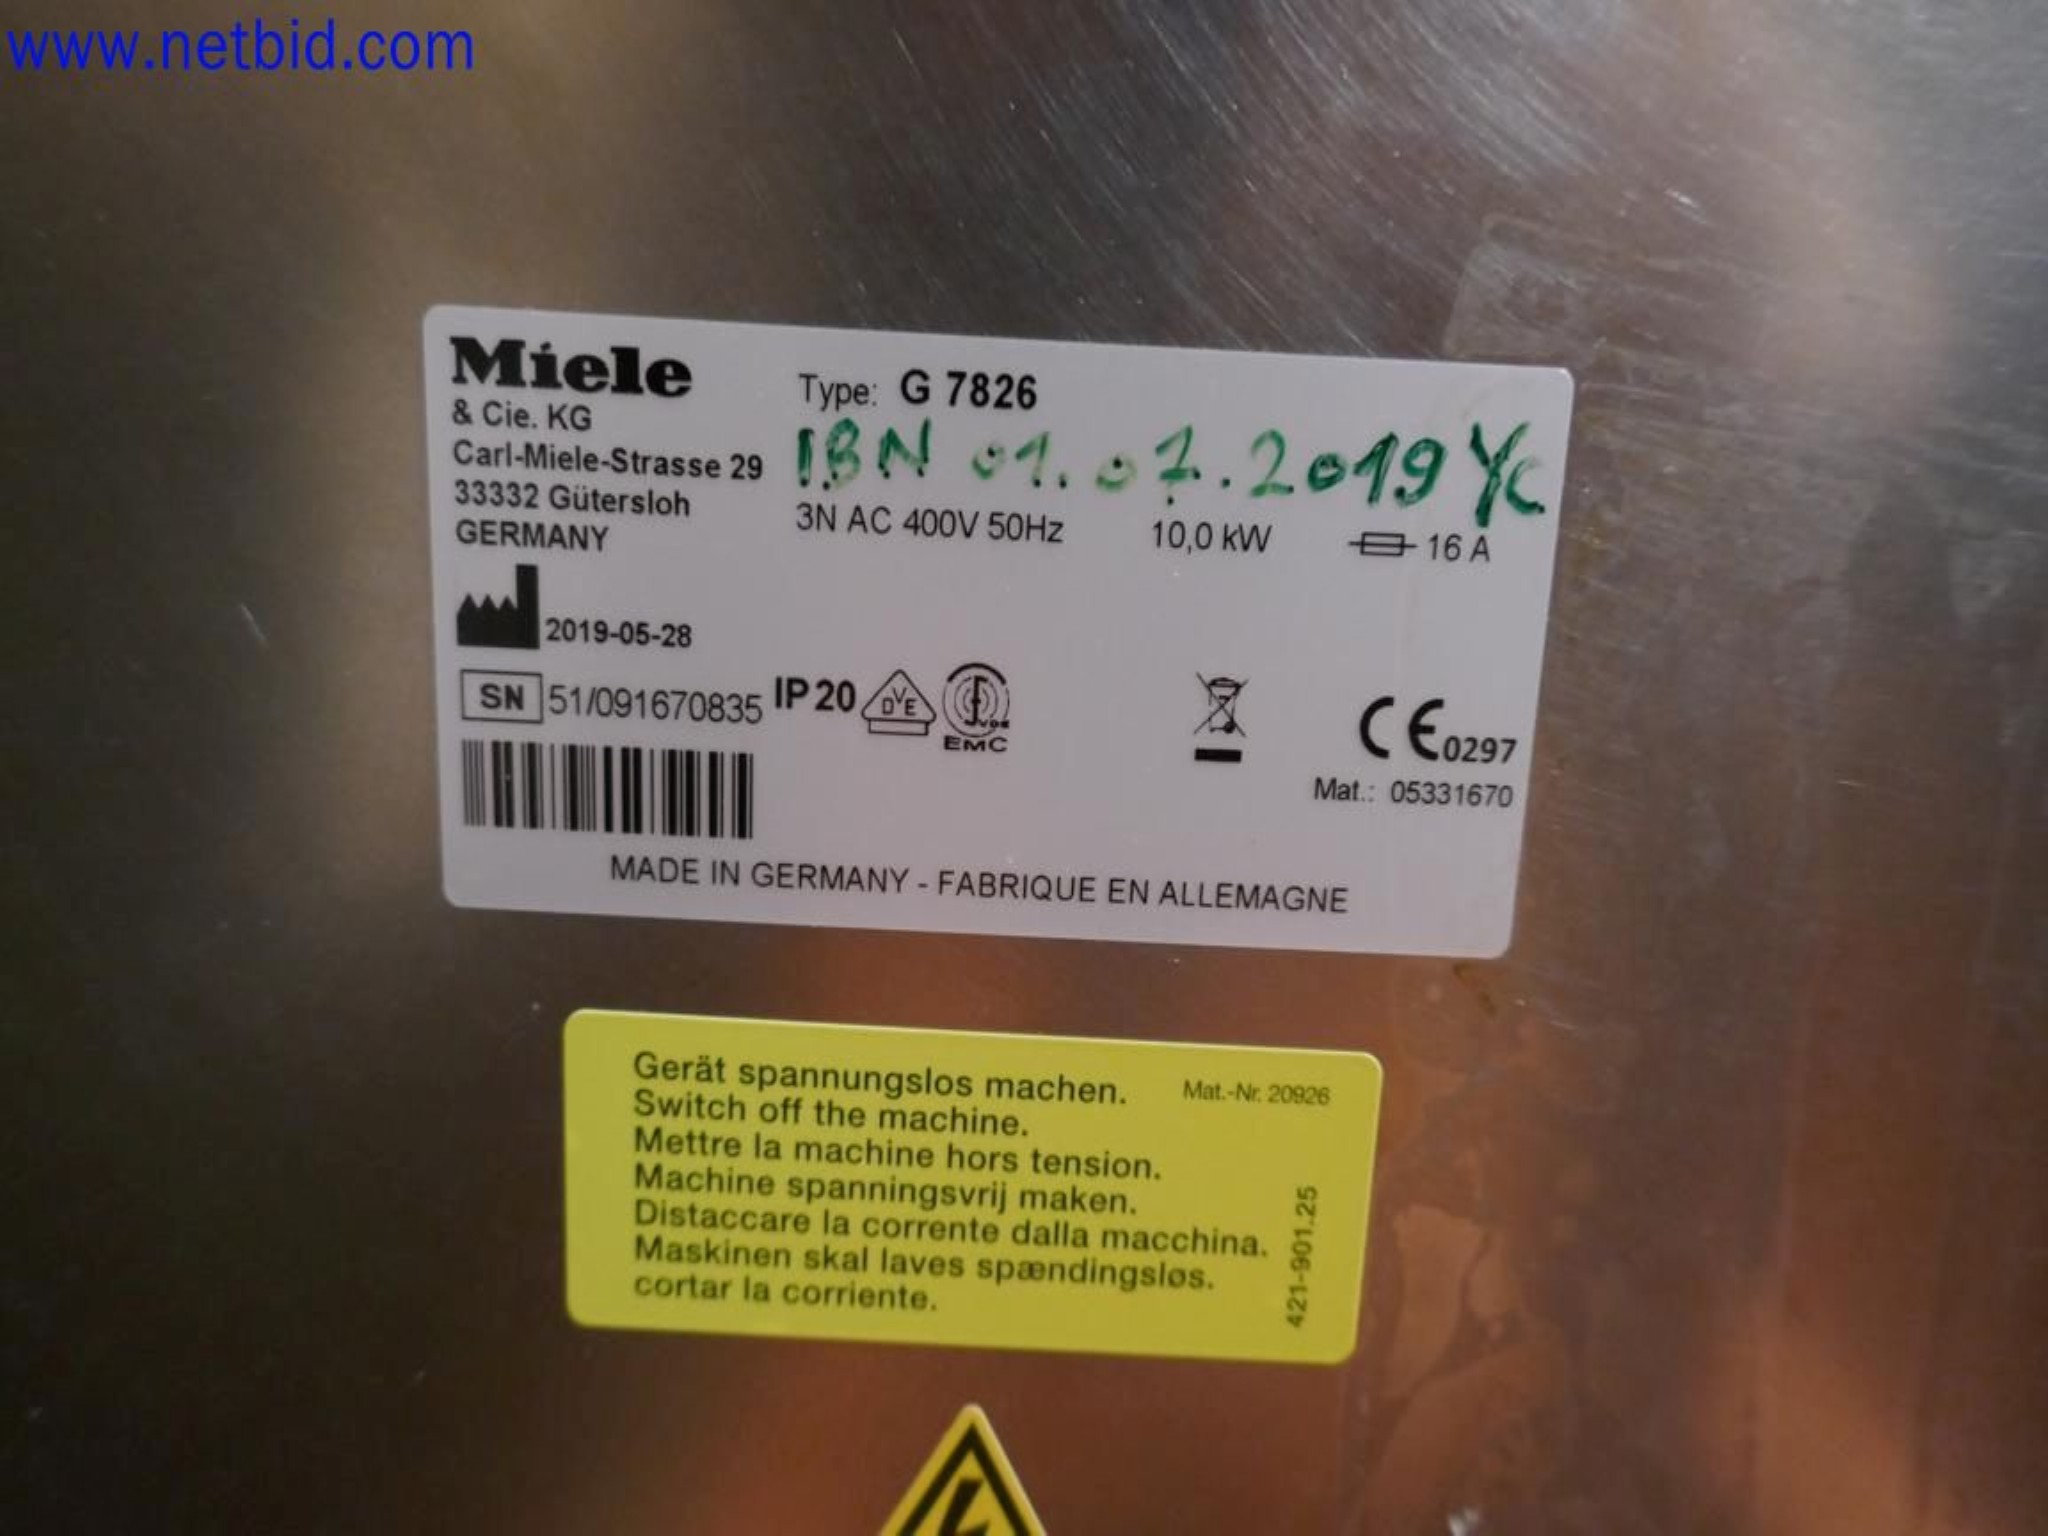 www.netbid.com
Miele
& Cie. KG
Carl-Miele-Strasse 29
33332 Gütersloh
GERMANY
Type: G 7826
IBN 01.07.2019 YC
3N AC 400V 50Hz 10,0 kW 16 A
2019-05-28
SN 51/091670835 IP20
DVE
VDE
EMC
CE0297
Mat.: 05331670
MADE IN GERMANY - FABRIQUE EN ALLEMAGNE
Gerät spannungslos machen.
Switch off the machine.
Mettre la machine hors tension.
Machine spanningsvrij maken.
Distaccare la corrente dalla macchina.
Maskinen skal laves spændingsløs.
cortar la corriente.
Mat.-Nr. 20926
421-901.25